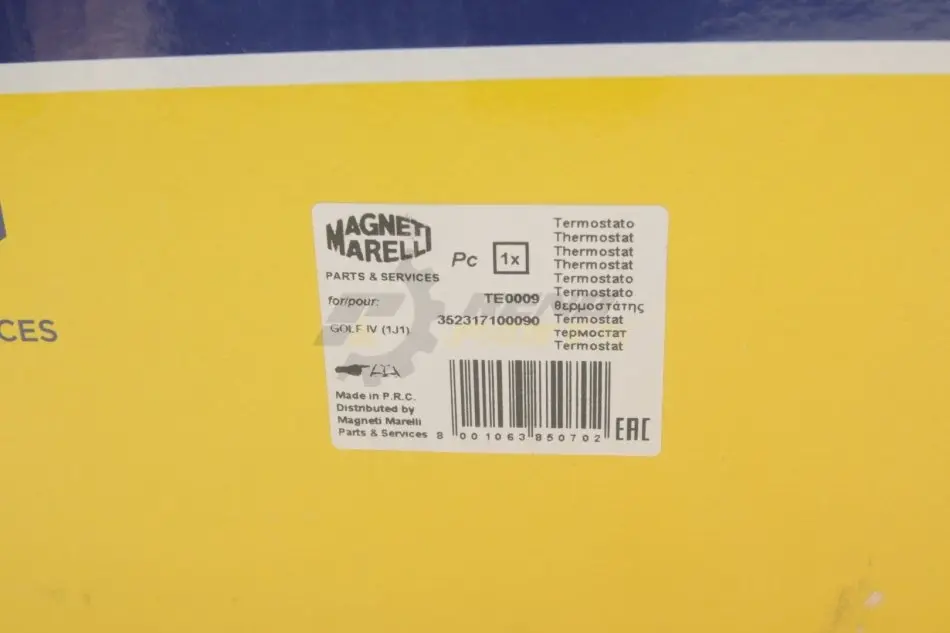 CES
MAGNETI
MARELLI
PARTS & SERVICES
Pc 1x
for/pour:
GOLF IV (1J1)
TE0009
352317100090
Termostato
Thermostat
Thermostat
Thermostat
Termostato
Termostato
θερμοστάτης
Termostat
термостат
Termostat
Made in P.R.C.
Distributed by
Magneti Marelli
Parts & Services
8 001063 850702
EAC